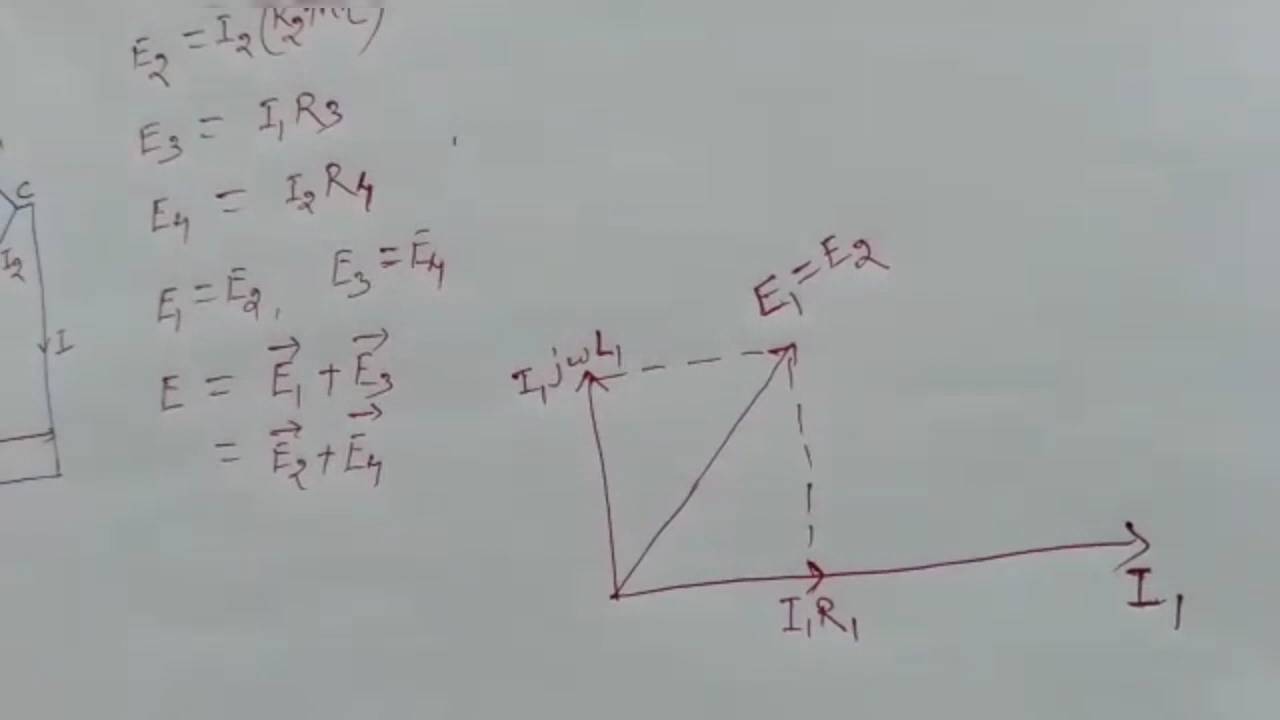 E₂ = I₂(
E₃ = I₁R₃
E₄ = I₂R₄
E₁ = E₂, E₃ = E₄
E = E₁⃗ + E₃⃗
= E₂⃗ + E₄⃗
C
I₂
I
E₁ = E₂
I₁jωL₁
I₁R₁
I₁